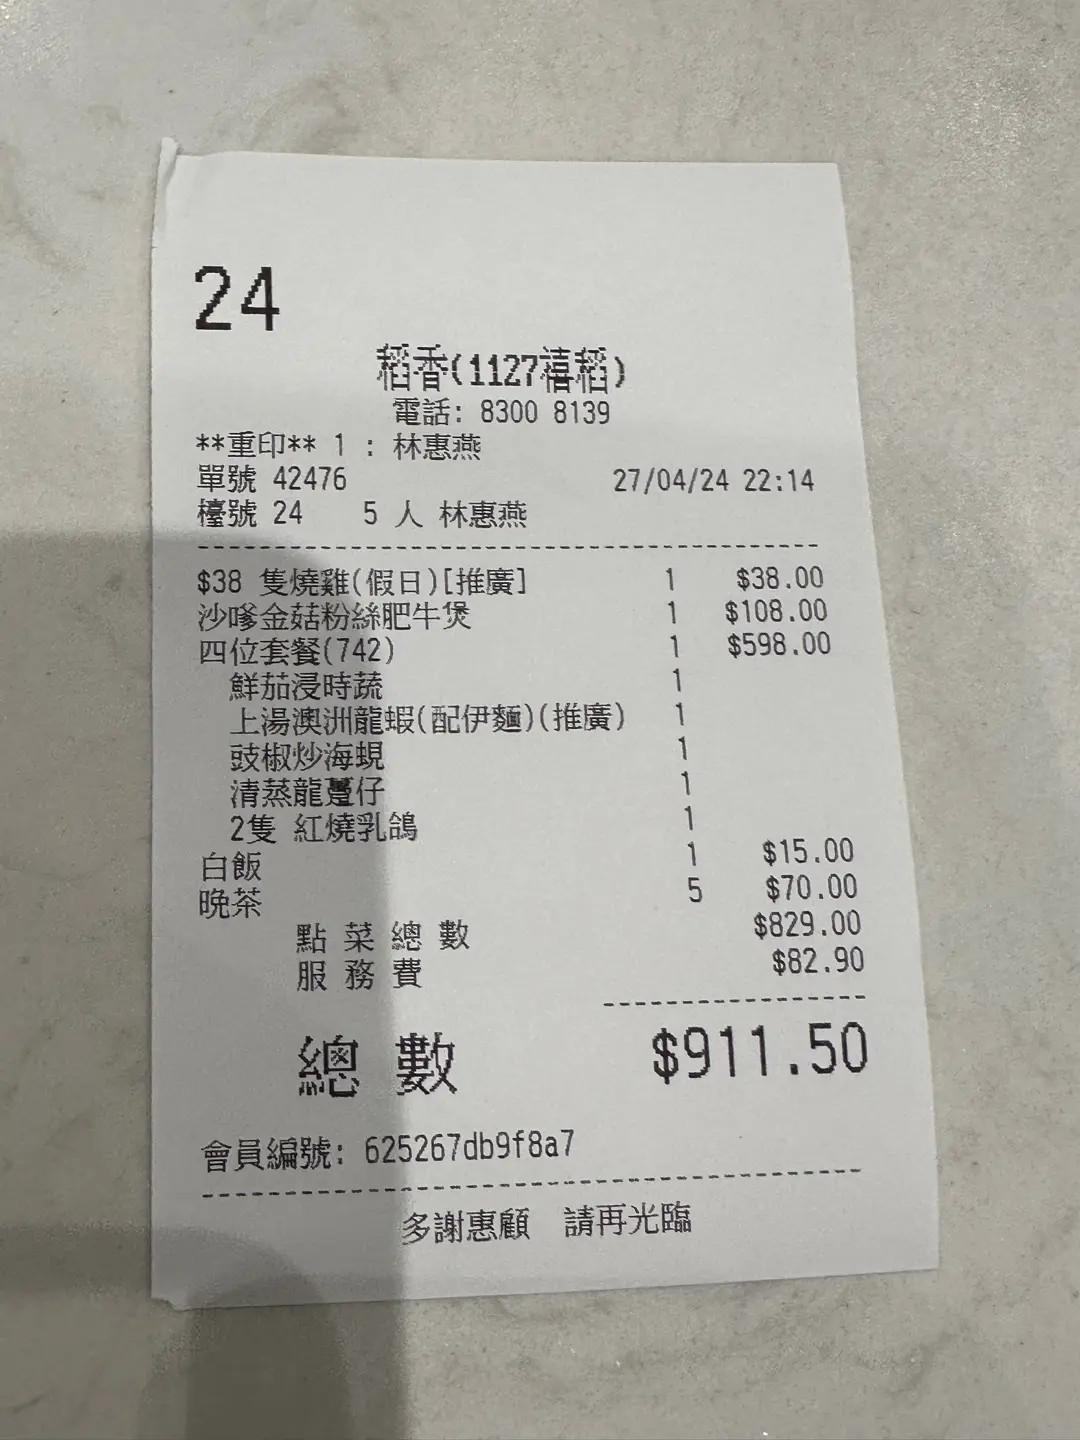 24
稻香(1127禧稻)
電話: 8300 8139
**重印** 1 : 林惠燕
單號 42476 27/04/24 22:14
檯號 24 5 人 林惠燕
$38 隻燒雞(假日)[推廣] 1 $38.00
沙嗲金菇粉絲肥牛煲 1 $108.00
四位套餐(742) 1 $598.00
鮮茄浸時蔬 1
上湯澳洲龍蝦(配伊麵)(推廣) 1
豉椒炒海蜆 1
清蒸龍躉仔 1
2隻 紅燒乳鴿 1
白飯 1 $15.00
晚茶 5 $70.00
點 菜 總 數 $829.00
服 務 費 $82.90
總 數 $911.50
會員編號: 625267db9f8a7
多謝惠顧 請再光臨